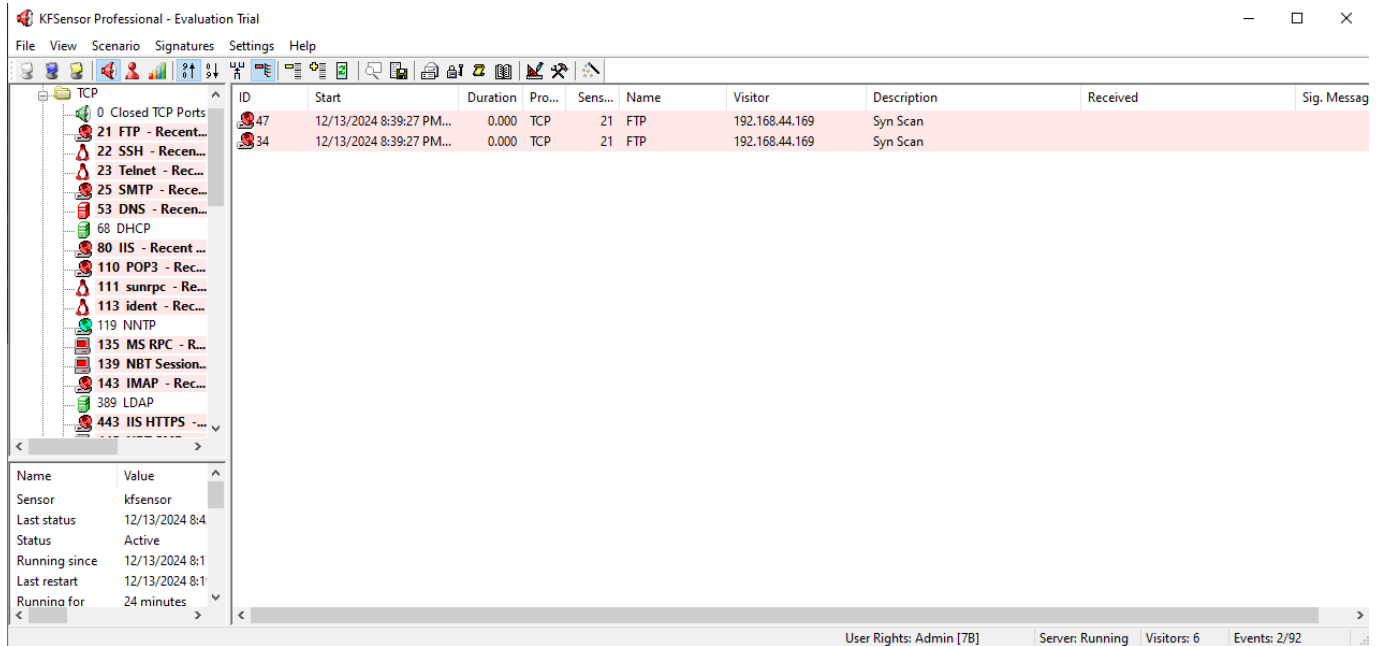 KFSensor Professional - Evaluation Trial
File View Scenario Signatures Settings Help
TCP
0 Closed TCP Ports
21 FTP - Recent...
22 SSH - Recen...
23 Telnet - Rec...
25 SMTP - Rece...
53 DNS - Recen...
68 DHCP
80 IIS - Recent ...
110 POP3 - Rec...
111 sunrpc - Re...
113 ident - Rec...
119 NNTP
135 MS RPC - R...
139 NBT Session...
143 IMAP - Rec...
389 LDAP
443 IIS HTTPS -...
ID Start Duration Pro... Sens... Name Visitor Description Received Sig. Messag
47 12/13/2024 8:39:27 PM... 0.000 TCP 21 FTP 192.168.44.169 Syn Scan
34 12/13/2024 8:39:27 PM... 0.000 TCP 21 FTP 192.168.44.169 Syn Scan
Name Value
Sensor kfsensor
Last status 12/13/2024 8:4
Status Active
Running since 12/13/2024 8:1
Last restart 12/13/2024 8:1
Running for 24 minutes
User Rights: Admin [7B] Server: Running Visitors: 6 Events: 2/92